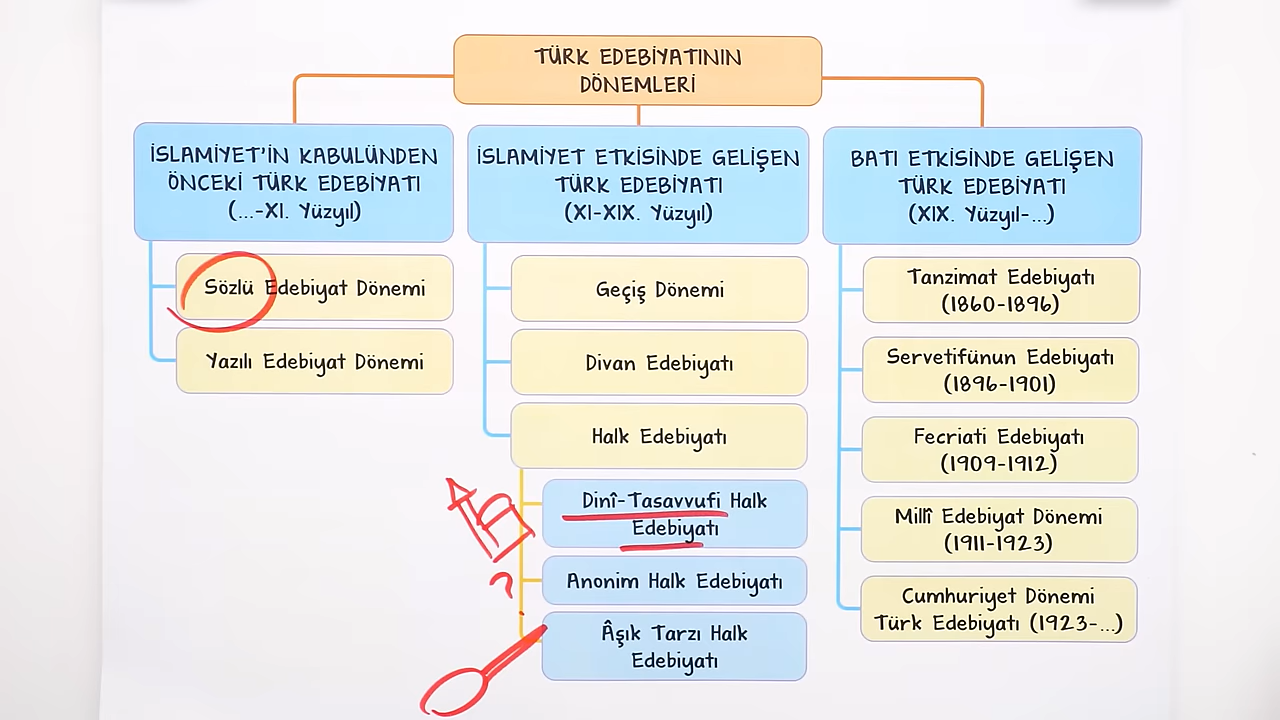 TÜRK EDEBİYATININ
DÖNEMLERİ
İSLAMİYET'İN KABULÜNDEN
ÖNCEKİ TÜRK EDEBİYATI
(...-XI. Yüzyıl)
Sözlü Edebiyat Dönemi
Yazılı Edebiyat Dönemi
İSLAMİYET ETKİSİNDE GELİŞEN
TÜRK EDEBİYATI
(XI-XIX. Yüzyıl)
Geçiş Dönemi
Divan Edebiyatı
Halk Edebiyatı
Dinî-Tasavvufi Halk
Edebiyatı
?
Anonim Halk Edebiyatı
Âşık Tarzı Halk
Edebiyatı
BATI ETKİSİNDE GELİŞEN
TÜRK EDEBİYATI
(XIX. Yüzyıl-...)
Tanzimat Edebiyatı
(1860-1896)
Servetifünun Edebiyatı
(1896-1901)
Fecriati Edebiyatı
(1909-1912)
Millî Edebiyat Dönemi
(1911-1923)
Cumhuriyet Dönemi
Türk Edebiyatı (1923-...)